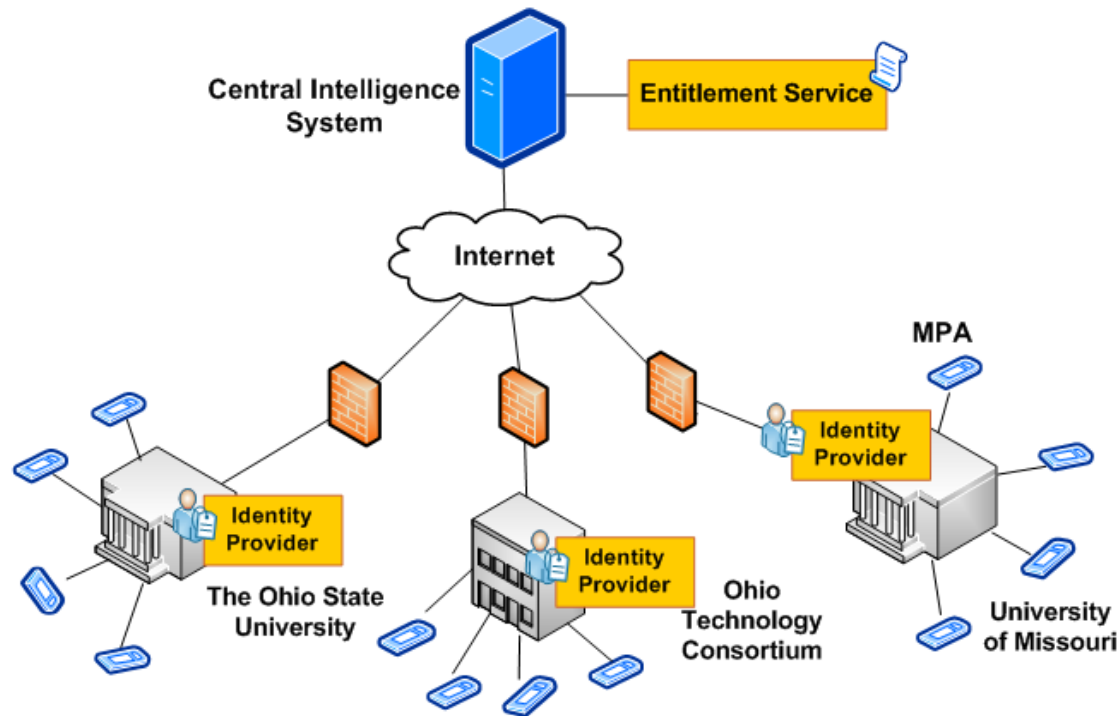 Central Intelligence
System
Entitlement Service
Internet
MPA
Identity
Provider
Identity
Provider
The Ohio State
University
Identity
Provider
Ohio
Technology
Consortium
University
of Missouri